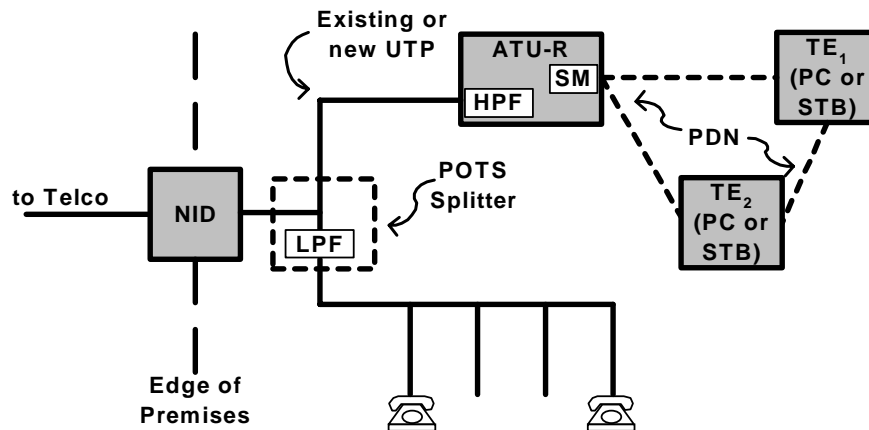 Existing or
new UTP
ATU-R
SM
HPF
TE1
(PC or
STB)
PDN
to Telco
NID
POTS
Splitter
LPF
TE2
(PC or
STB)
Edge of
Premises